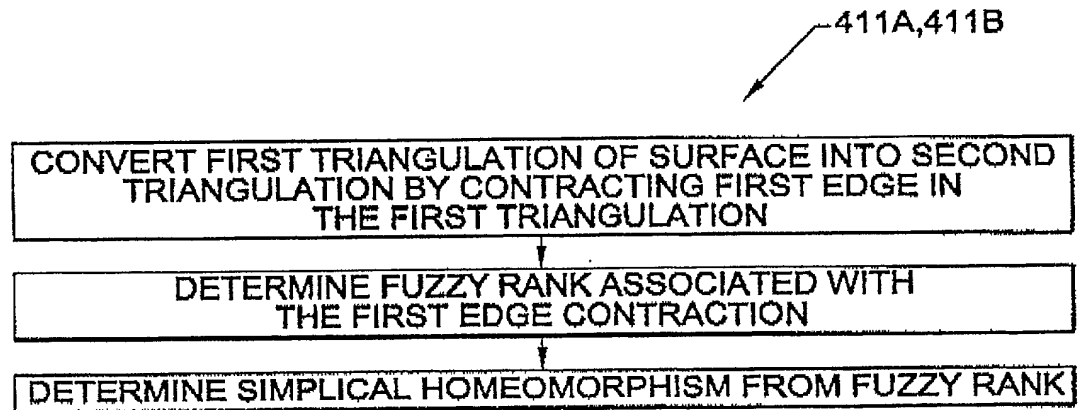 411A,411B
CONVERT FIRST TRIANGULATION OF SURFACE INTO SECOND
TRIANGULATION BY CONTRACTING FIRST EDGE IN
THE FIRST TRIANGULATION
DETERMINE FUZZY RANK ASSOCIATED WITH
THE FIRST EDGE CONTRACTION
DETERMINE SIMPLICAL HOMEOMORPHISM FROM FUZZY RANK